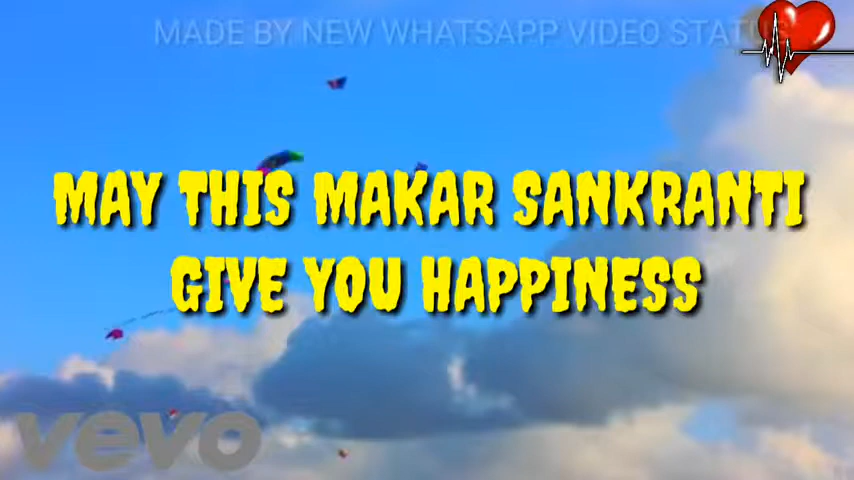 MADE BY NEW WHATSAPP VIDEO STATUS
MAY THIS MAKAR SANKRANTI
GIVE YOU HAPPINESS
vevo